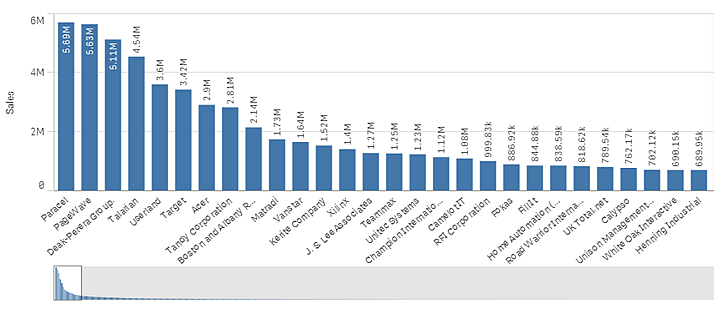 6M
4M
2M
0
Sales
5.69M
5.63M
5.11M
4.54M
3.6M
3.42M
2.9M
2.81M
2.14M
1.73M
1.64M
1.52M
1.4M
1.27M
1.25M
1.23M
1.12M
1.08M
999.83k
886.92k
844.88k
838.59k
818.62k
789.54k
762.17k
702.12k
690.15k
689.95k
Paracel
PageWave
Deak-Perera Group.
Talarian
Userland
Target
Acer
Tandy Corporation
Boston and Albany R...
Matradi
Vanstar
Kerite Company
Xilinx
J. S. Lee Associates
Teammax
Unitec Systems
Champion Internatio...
CamelotIT
RFI Corporation
Fokas
Fill It
Home Automation (...
Road Warrior Interna...
UKTotal.net
Calypso
Unison Management...
White Oak Interactive
Henning Industrial